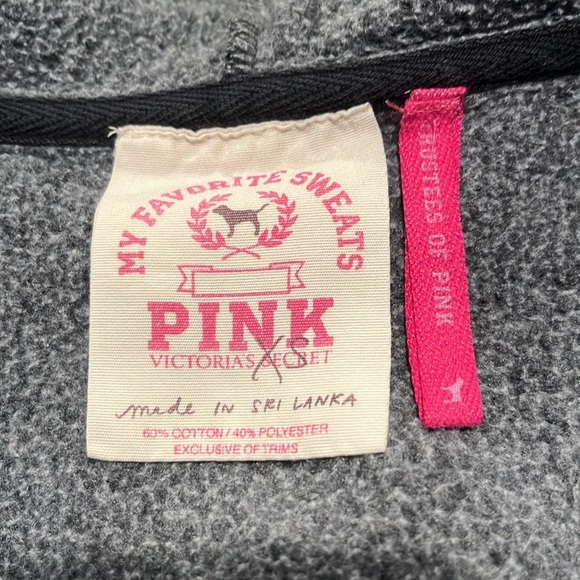 MY FAVORITE SWEATS
PINK
VICTORIA'S SECRET
XS
made IN SRI LANKA
60% COTTON / 40% POLYESTER
EXCLUSIVE OF TRIMS
TRUSTEES OF PINK